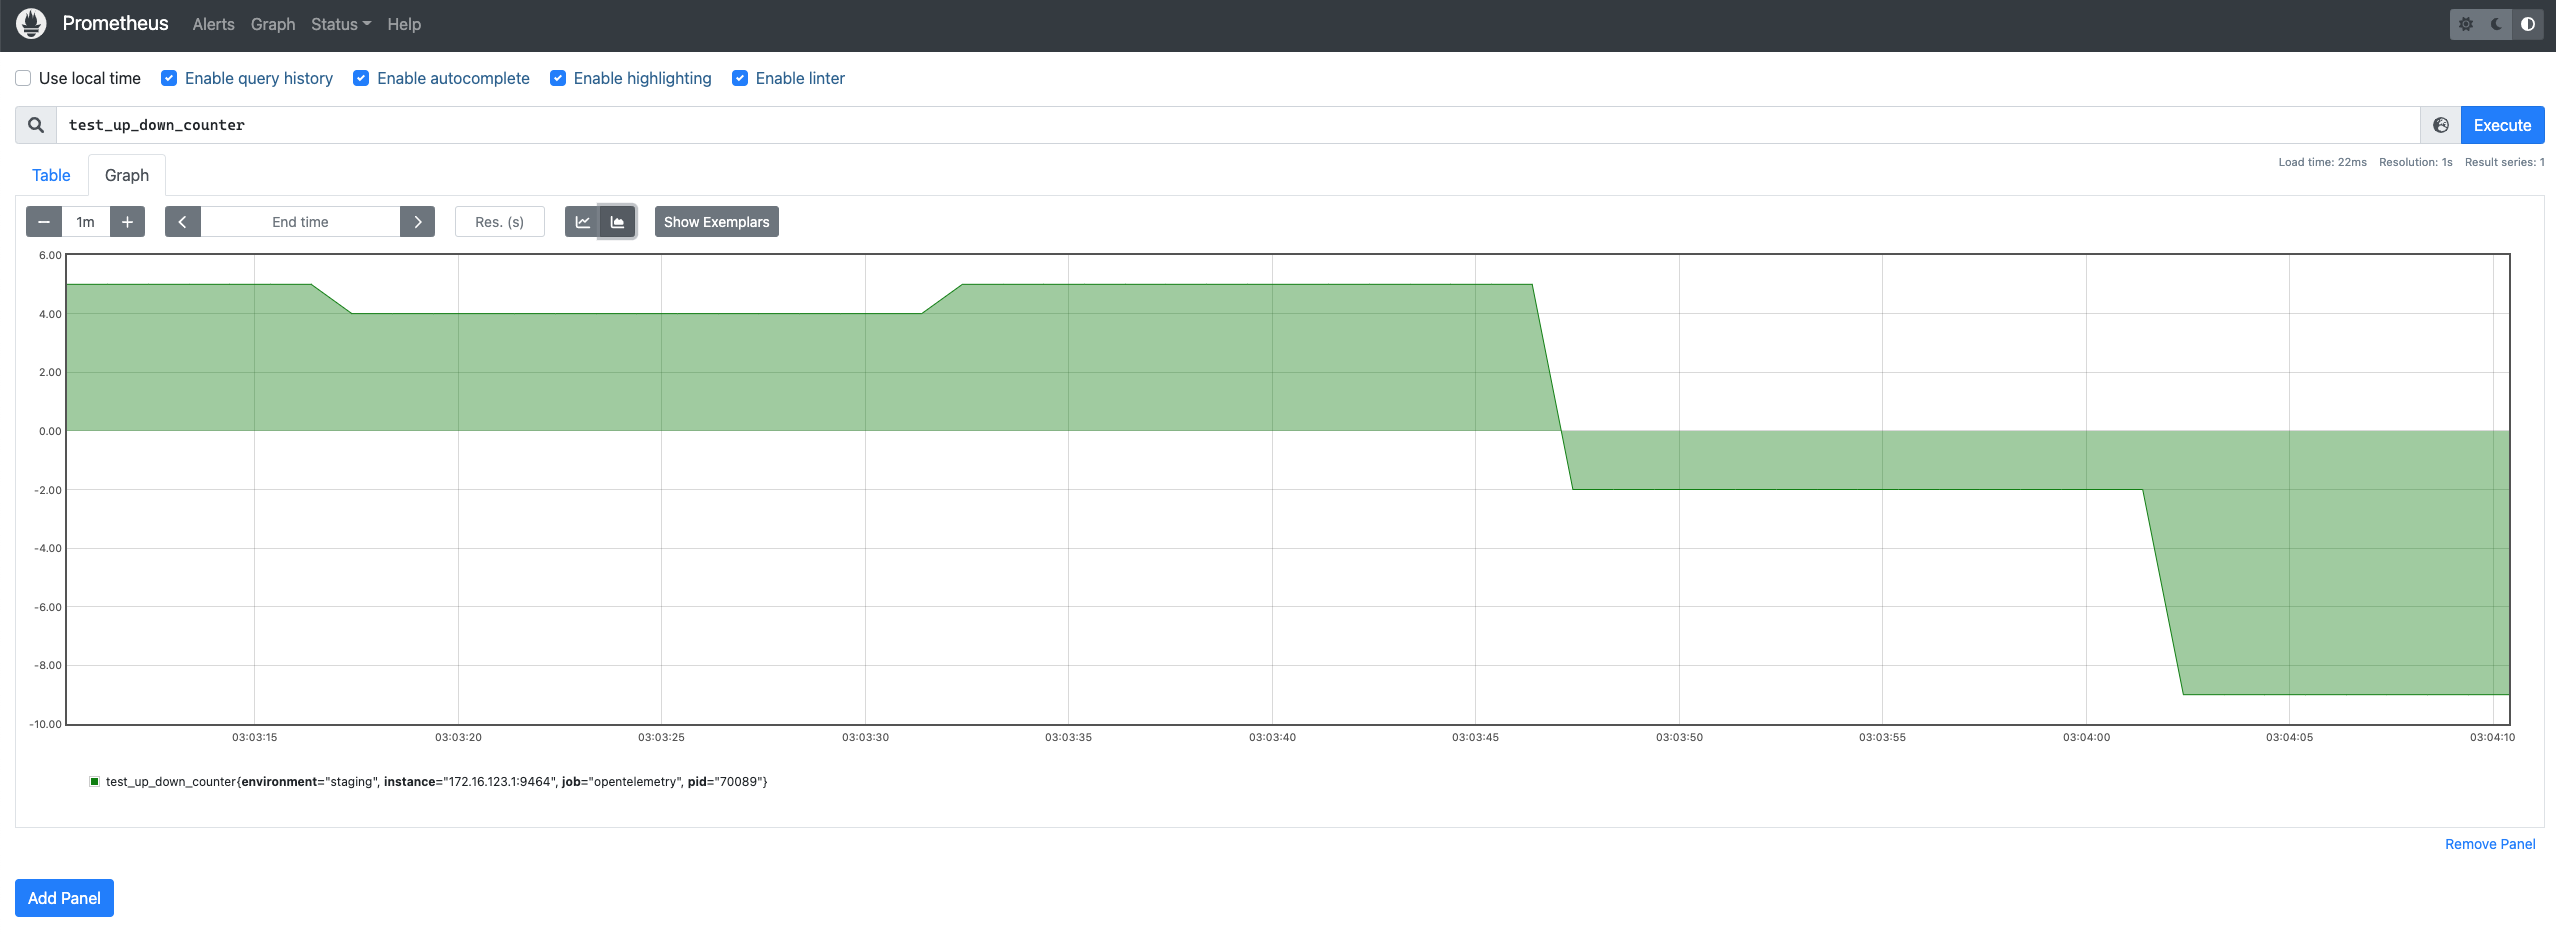 Prometheus Alerts Graph Status Help
Use local time Enable query history Enable autocomplete Enable highlighting Enable linter
test_up_down_counter Execute
Load time: 22ms Resolution: 1s Result series: 1
Table Graph
1m End time Res. (s) Show Exemplars
6.00
4.00
2.00
0.00
-2.00
-4.00
-6.00
-8.00
-10.00
03:03:15 03:03:20 03:03:25 03:03:30 03:03:35 03:03:40 03:03:45 03:03:50 03:03:55 03:04:00 03:04:05 03:04:10
test_up_down_counter{environment="staging", instance="172.16.123.1:9464", job="opentelemetry", pid="70089"}
Remove Panel
Add Panel